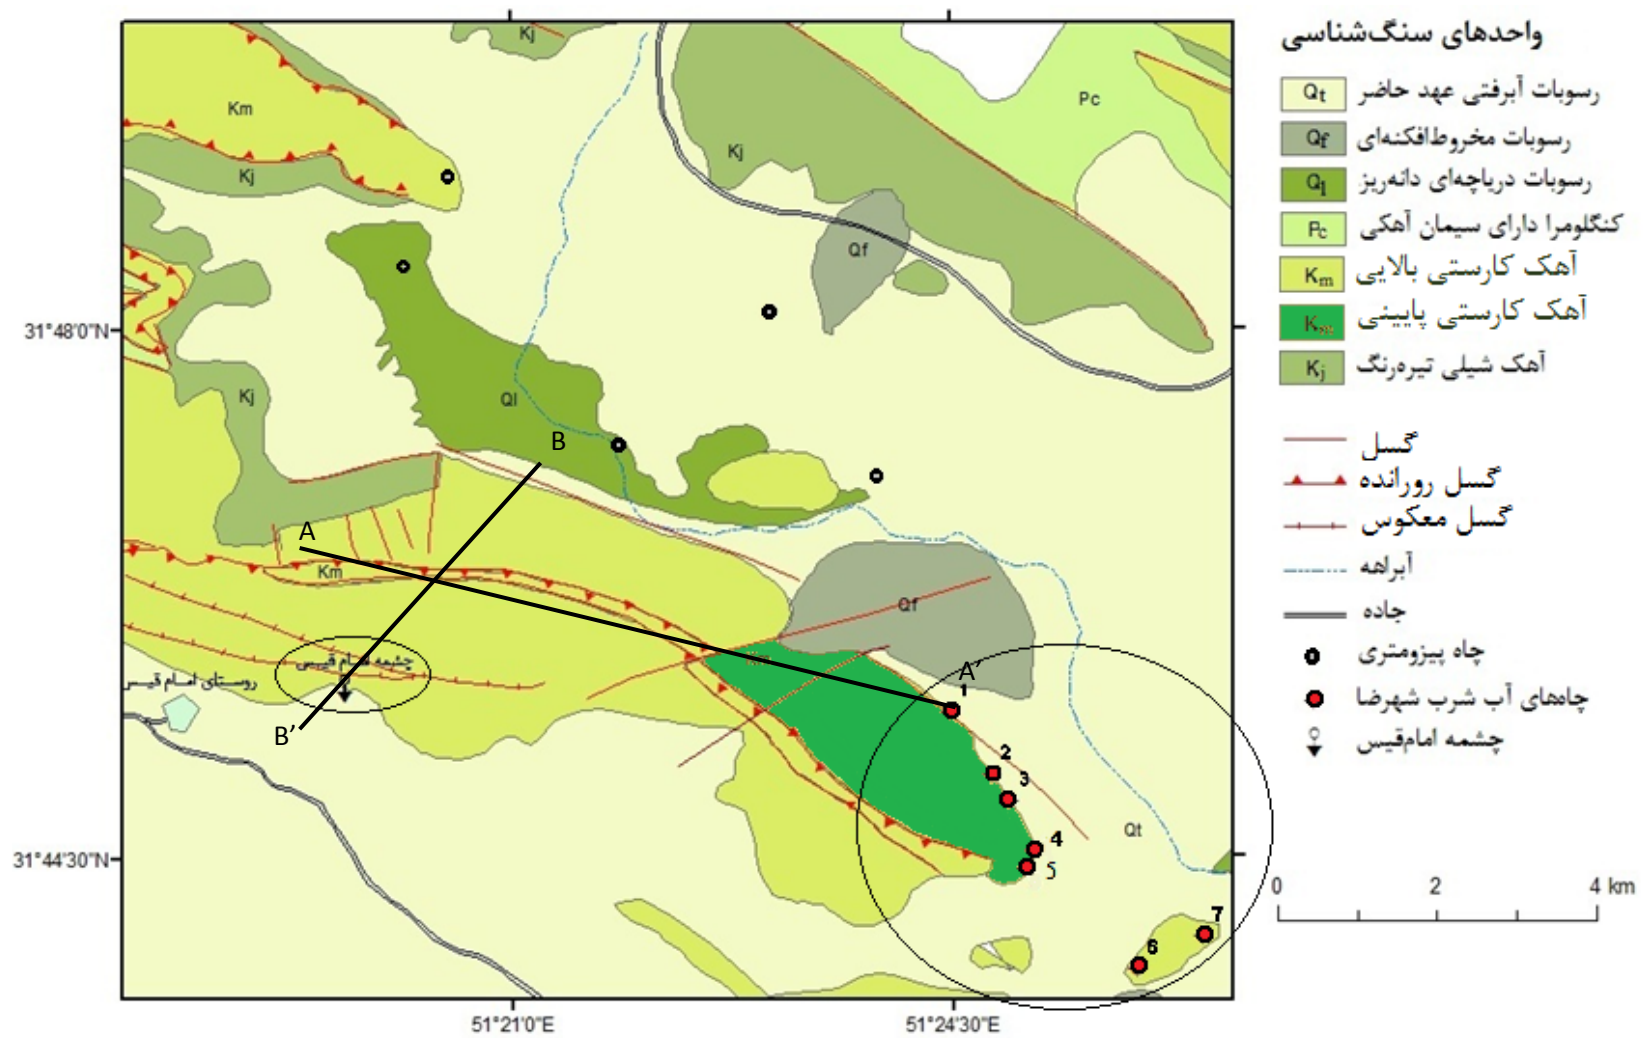 Kj
Km
Kj
Kj
Pc
Qf
Kj
Ql
B
A
Km
Qf
چشمه امام قیس
روستای امام قیس
B'
A'
1
2
3
4
5
Qt
6
7
31°48'0"N
31°44'30"N
51°21'0"E
51°24'30"E
واحدهای سنگ‌شناسی
Qt رسوبات آبرفتی عهد حاضر
Qf رسوبات مخروط‌افکنه‌ای
Ql رسوبات دریاچه‌ای دانه‌ریز
Pc کنگلومرا دارای سیمان آهکی
Km آهک کارستی بالایی
Km آهک کارستی پایینی
Kj آهک شیلی تیره‌رنگ
گسل
گسل رورانده
گسل معکوس
آبراهه
جاده
چاه پیزومتری
چاه‌های آب شرب شهرضا
چشمه امام‌قیس
0 2 4 km